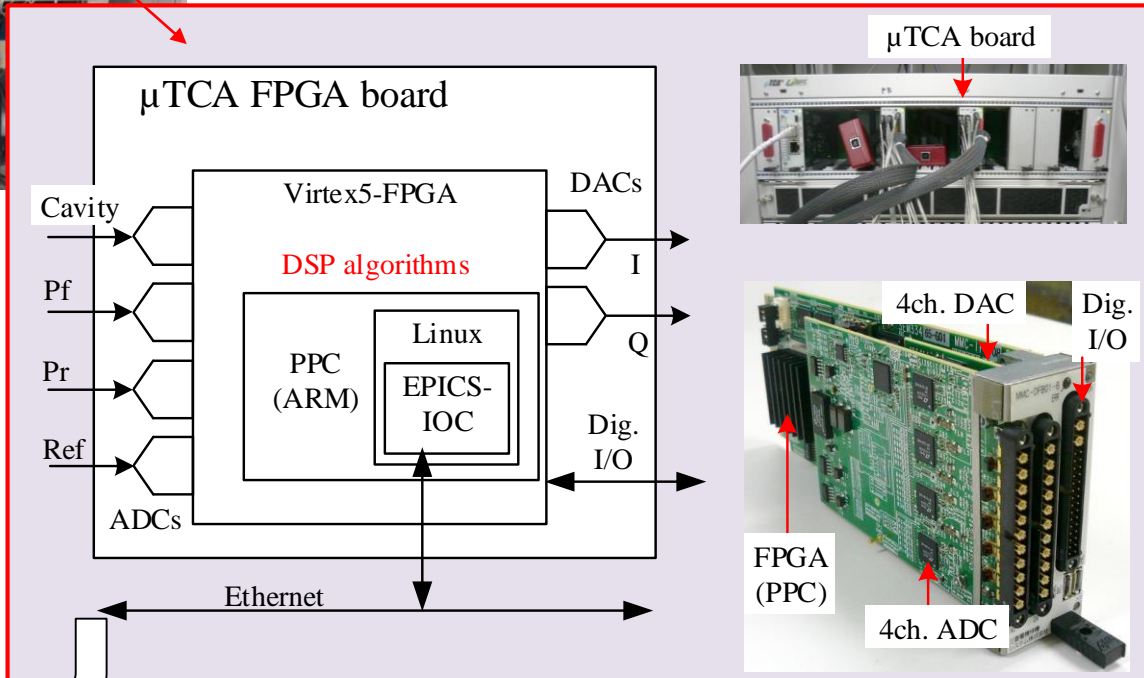 µTCA FPGA board
Virtex5-FPGA
DSP algorithms
PPC
(ARM)
Linux
EPICS-
IOC
Cavity
Pf
Pr
Ref
ADCs
DACs
I
Q
Dig.
I/O
Ethernet
µTCA board
4ch. DAC
Dig.
I/O
FPGA
(PPC)
4ch. ADC